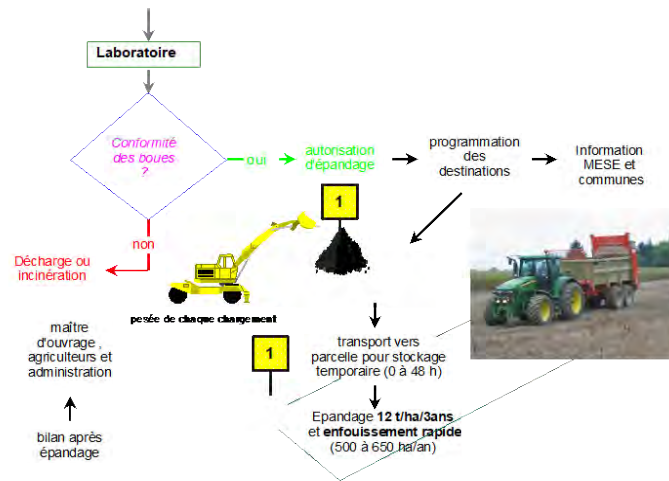 Laboratoire
Conformité
des boues
?
oui
autorisation
d'épandage
programmation
des
destinations
Information
MESE et
communes
1
non
Décharge ou
incinération
pesée de chaque chargement
maître
d'ouvrage ,
agriculteurs et
administration
1
transport vers
parcelle pour stockage
temporaire (0 à 48 h)
Epandage 12 t/ha/3ans
et enfouissement rapide
(500 à 650 ha/an)
bilan après
épandage